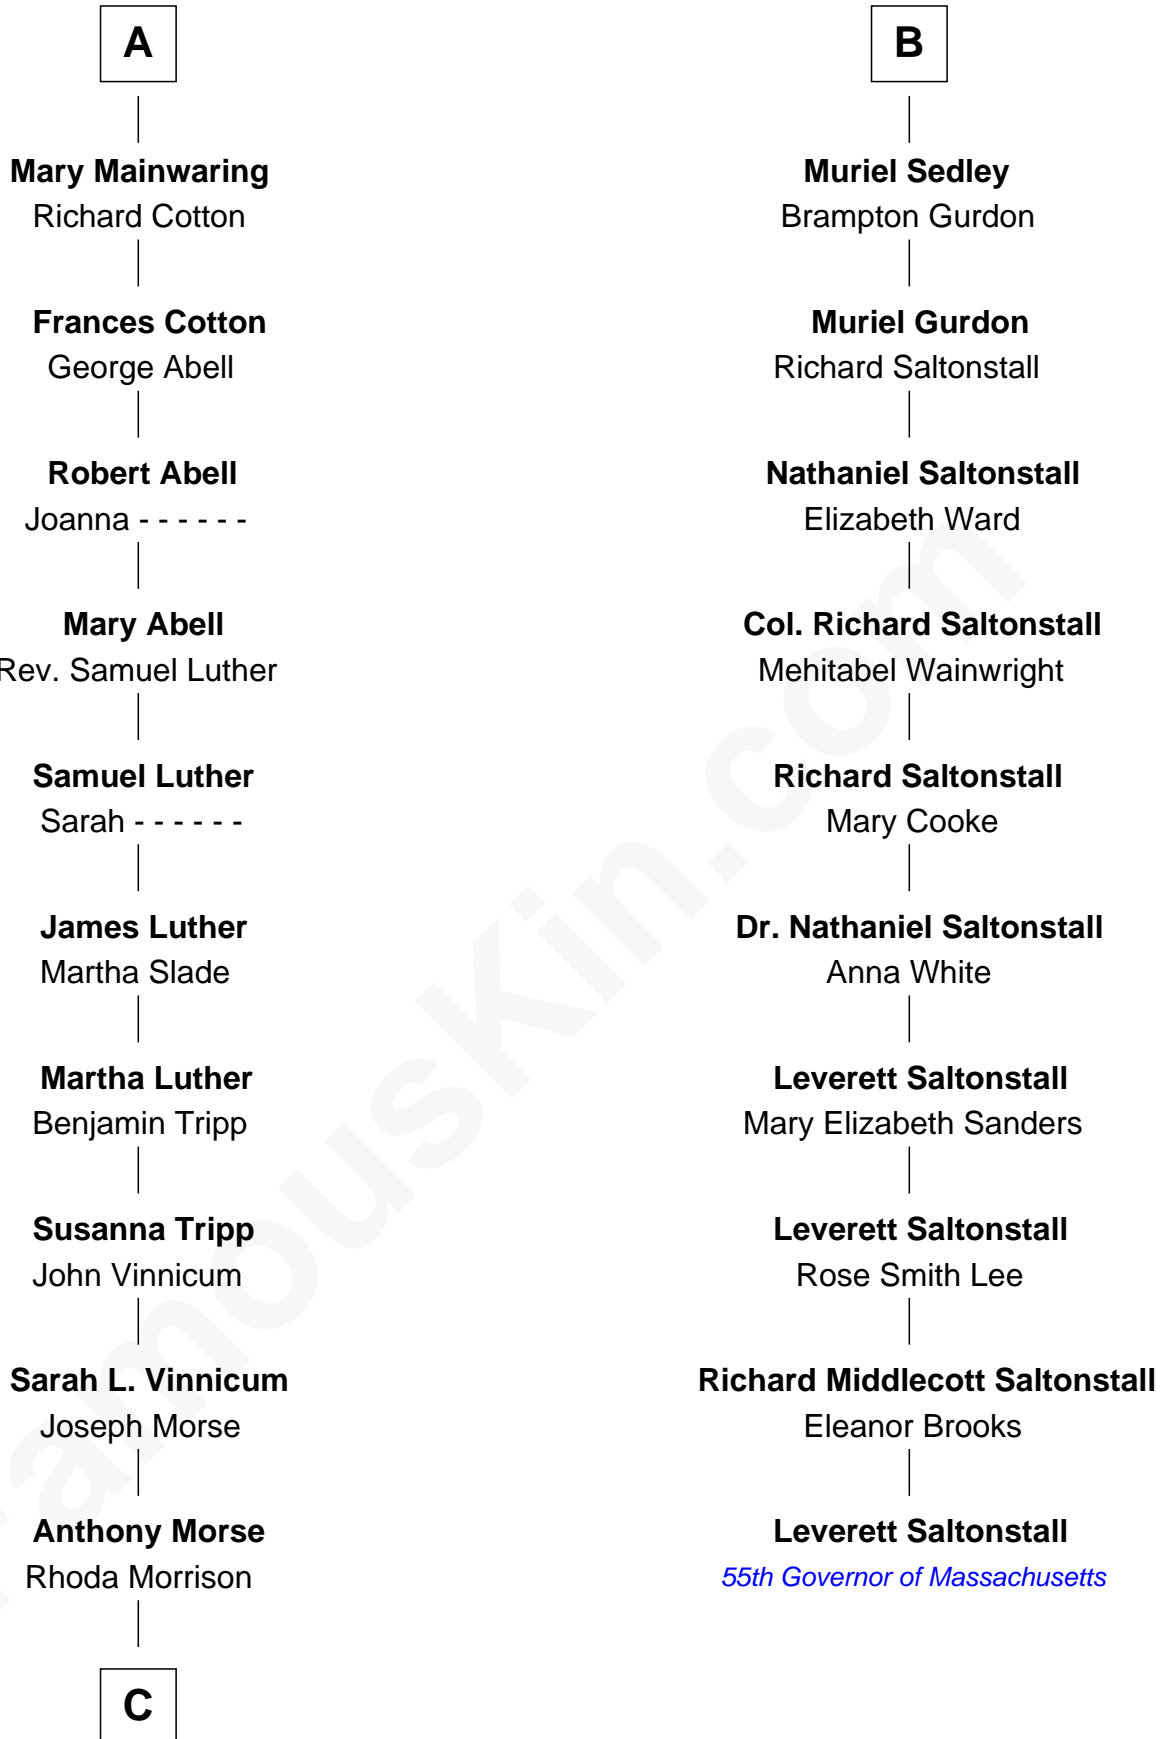 A
Mary Mainwaring
Richard Cotton
Frances Cotton
George Abell
Robert Abell
Joanna - - - - - -
Mary Abell
Rev. Samuel Luther
Samuel Luther
Sarah - - - - - -
James Luther
Martha Slade
Martha Luther
Benjamin Tripp
Susanna Tripp
John Vinnicum
Sarah L. Vinnicum
Joseph Morse
Anthony Morse
Rhoda Morrison
C
B
Muriel Sedley
Brampton Gurdon
Muriel Gurdon
Richard Saltonstall
Nathaniel Saltonstall
Elizabeth Ward
Col. Richard Saltonstall
Mehitabel Wainwright
Richard Saltonstall
Mary Cooke
Dr. Nathaniel Saltonstall
Anna White
Leverett Saltonstall
Mary Elizabeth Sanders
Leverett Saltonstall
Rose Smith Lee
Richard Middlecott Saltonstall
Eleanor Brooks
Leverett Saltonstall
55th Governor of Massachusetts
FamousKin.com